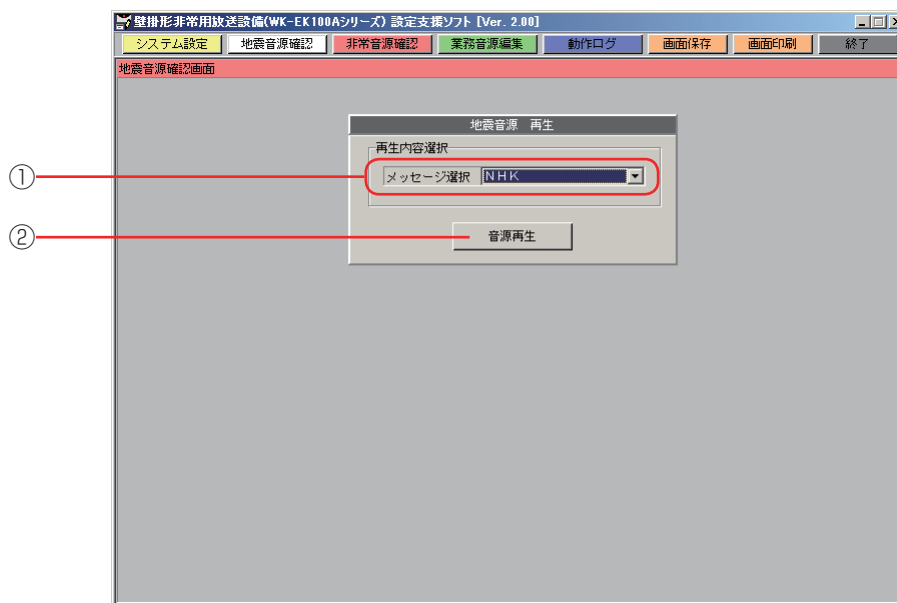 壁掛形非常用放送設備(WK-EK100Aシリーズ) 設定支援ソフト [Ver. 2.00]
システム設定 地震音源確認 非常音源確認 業務音源編集 動作ログ 画面保存 画面印刷 終了
地震音源確認画面
地震音源 再生
再生内容選択
① メッセージ選択 NHK
② 音源再生